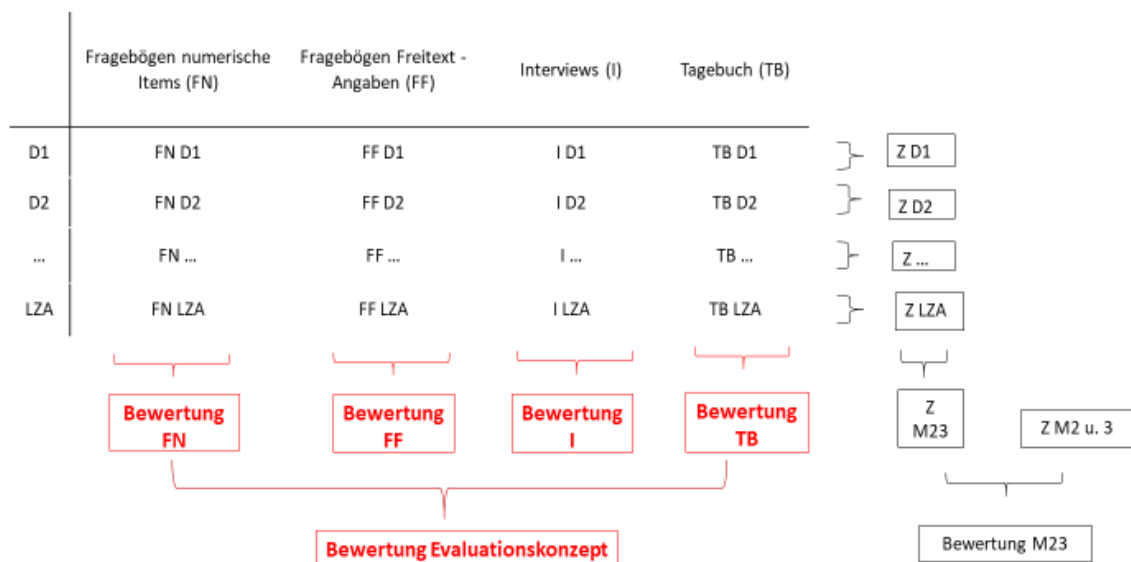 Fragebögen numerische Items (FN)
Fragebögen Freitext - Angaben (FF)
Interviews (I)
Tagebuch (TB)
D1 FN D1 FF D1 I D1 TB D1 Z D1
D2 FN D2 FF D2 I D2 TB D2 Z D2
... FN ... FF ... I ... TB ... Z ...
LZA FN LZA FF LZA I LZA TB LZA Z LZA
Bewertung
FN
Bewertung
FF
Bewertung
I
Bewertung
TB
Z
M23
Z M2 u. 3
Bewertung Evaluationskonzept
Bewertung M23